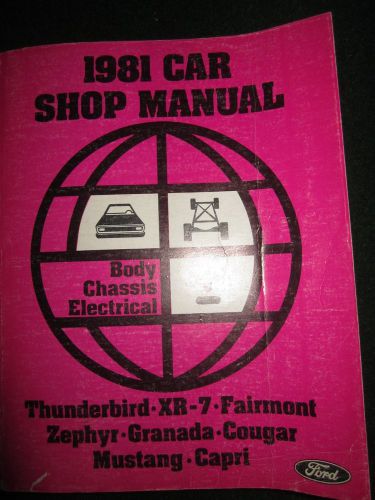 1981 CAR
SHOP MANUAL
Body
Chassis
Electrical
Thunderbird·XR-7·Fairmont
Zephyr·Granada·Cougar
Mustang·Capri
Ford